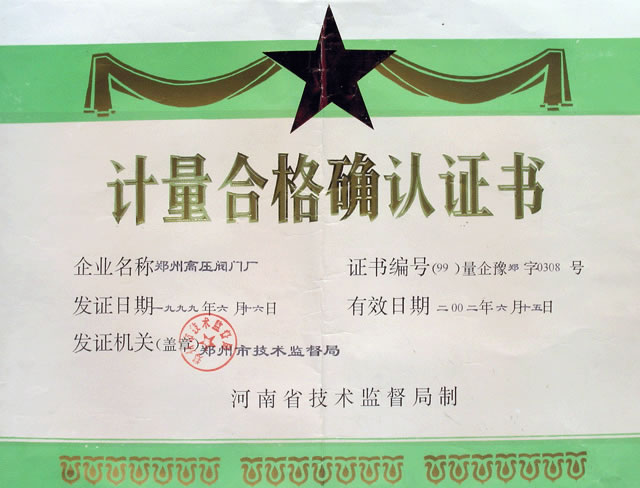 计量合格确认证书
企业名称郑州高压阀门厂
证书编号(99)量企豫郑字0308号
发证日期一九九九年六月十六日
有效日期二00二年六月十五日
发证机关(盖章)郑州市技术监督局
河南省技术监督局制